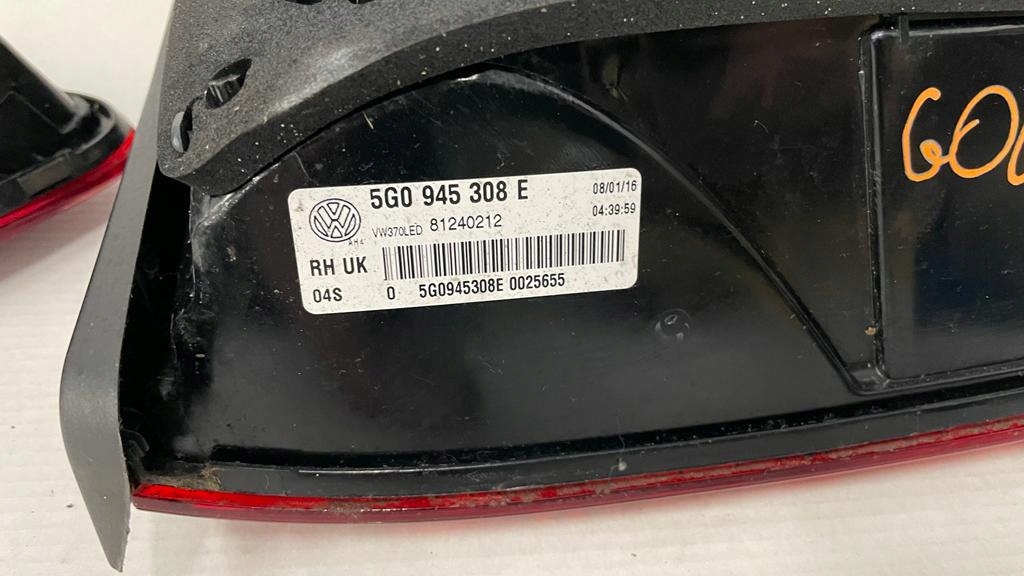 5G0 945 308 E
08/01/16
VW370LED 81240212
04:39:59
RH UK
04S 0 5G0945308E 0025655